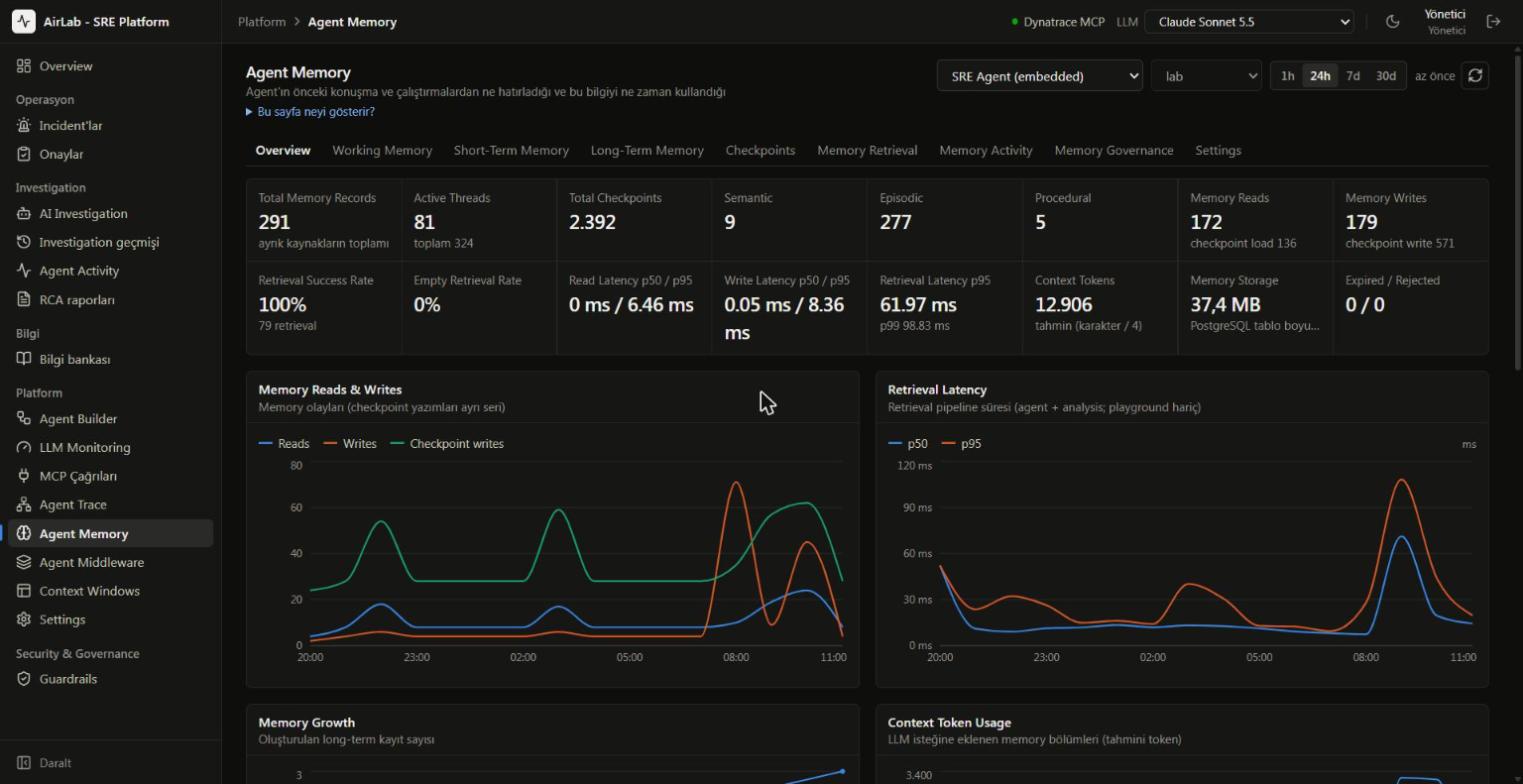 AirLab - SRE Platform
Platform > Agent Memory
Dynatrace MCP
LLM
Claude Sonnet 5.5
Yönetici
Yönetici
Overview
Operasyon
Incident'lar
Onaylar
Investigation
AI Investigation
Investigation geçmişi
Agent Activity
RCA raporları
Bilgi
Bilgi bankası
Platform
Agent Builder
LLM Monitoring
MCP Çağrıları
Agent Trace
Agent Memory
Agent Middleware
Context Windows
Settings
Security & Governance
Guardrails
Daralt
Agent Memory
Agent'ın önceki konuşma ve çalıştırmalardan ne hatırladığı ve bu bilgiyi ne zaman kullandığı
Bu sayfa neyi gösterir?
SRE Agent (embedded)
lab
1h 24h 7d 30d
az önce
Overview Working Memory Short-Term Memory Long-Term Memory Checkpoints Memory Retrieval Memory Activity Memory Governance Settings
Total Memory Records
291
ayrık kaynakların toplamı
Active Threads
81
toplam 324
Total Checkpoints
2.392
Semantic
9
Episodic
277
Procedural
5
Memory Reads
172
checkpoint load 136
Memory Writes
179
checkpoint write 571
Retrieval Success Rate
100%
79 retrieval
Empty Retrieval Rate
0%
Read Latency p50 / p95
0 ms / 6.46 ms
Write Latency p50 / p95
0.05 ms / 8.36
ms
Retrieval Latency p95
61.97 ms
p99 98.83 ms
Context Tokens
12.906
tahmin (karakter / 4)
Memory Storage
37,4 MB
PostgreSQL tablo boyu...
Expired / Rejected
0 / 0
Memory Reads & Writes
Memory olayları (checkpoint yazımları ayrı seri)
Reads Writes Checkpoint writes
80
60
40
20
0
20:00 23:00 02:00 05:00 08:00 11:00
Retrieval Latency
Retrieval pipeline süresi (agent + analysis; playground hariç)
p50 p95
ms
120 ms
90 ms
60 ms
30 ms
0 ms
20:00 23:00 02:00 05:00 08:00 11:00
Memory Growth
Oluşturulan long-term kayıt sayısı
3
Context Token Usage
LLM isteğine eklenen memory bölümleri (tahmini token)
3.400